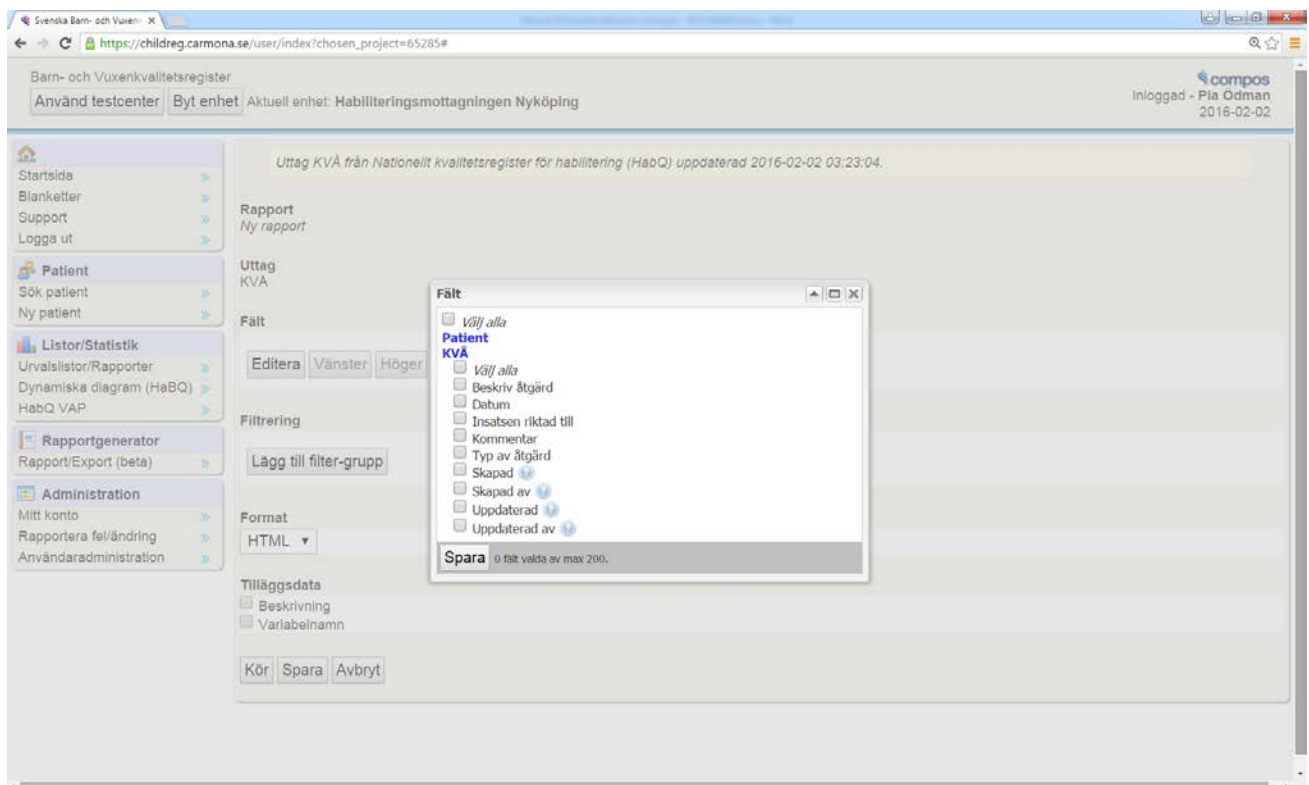 Svenska Barn- och Vuxen
https://childreg.carmona.se/user/index?chosen_project=65285#
Barn- och Vuxenkvalitetsregister
Använd testcenter Byt enhet Aktuell enhet: Habiliteringsmottagningen Nyköping
compos
Inloggad - Pia Ödman
2016-02-02
Startsida
Blanketter
Support
Logga ut
Patient
Sök patient
Ny patient
Listor/Statistik
Urvalslistor/Rapporter
Dynamiska diagram (HaBQ)
HabQ VAP
Rapportgenerator
Rapport/Export (beta)
Administration
Mitt konto
Rapportera fel/ändring
Användaradministration
Uttag KVÅ från Nationellt kvalitetsregister för habilitering (HabQ) uppdaterad 2016-02-02 03:23:04.
Rapport
Ny rapport
Uttag
KVÅ
Fält
Editera Vänster Höger
Filtrering
Lägg till filter-grupp
Format
HTML
Tilläggsdata
Beskrivning
Variabelnamn
Kör Spara Avbryt
Fält
Välj alla
Patient
KVÅ
Välj alla
Beskriv åtgärd
Datum
Insatsen riktad till
Kommentar
Typ av åtgärd
Skapad
Skapad av
Uppdaterad
Uppdaterad av
Spara 0 fält valda av max 200.